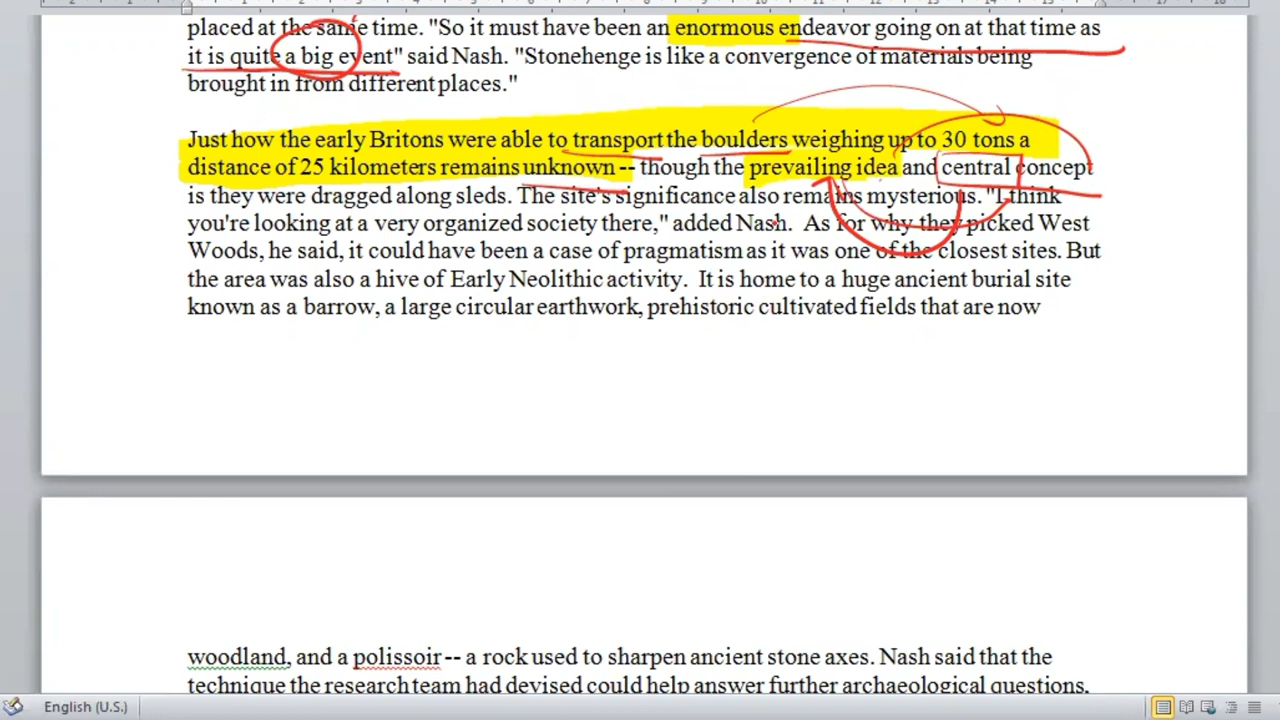 placed at the same time. "So it must have been an enormous endeavor going on at that time as
it is quite a big event" said Nash. "Stonehenge is like a convergence of materials being
brought in from different places."
Just how the early Britons were able to transport the boulders weighing up to 30 tons a
distance of 25 kilometers remains unknown -- though the prevailing idea and central concept
is they were dragged along sleds. The site's significance also remains mysterious. "I think
you're looking at a very organized society there," added Nash. As for why they picked West
Woods, he said, it could have been a case of pragmatism as it was one of the closest sites. But
the area was also a hive of Early Neolithic activity. It is home to a huge ancient burial site
known as a barrow, a large circular earthwork, prehistoric cultivated fields that are now
woodland, and a polissoir -- a rock used to sharpen ancient stone axes. Nash said that the
technique the research team had devised could help answer further archaeological questions,
English (U.S.)